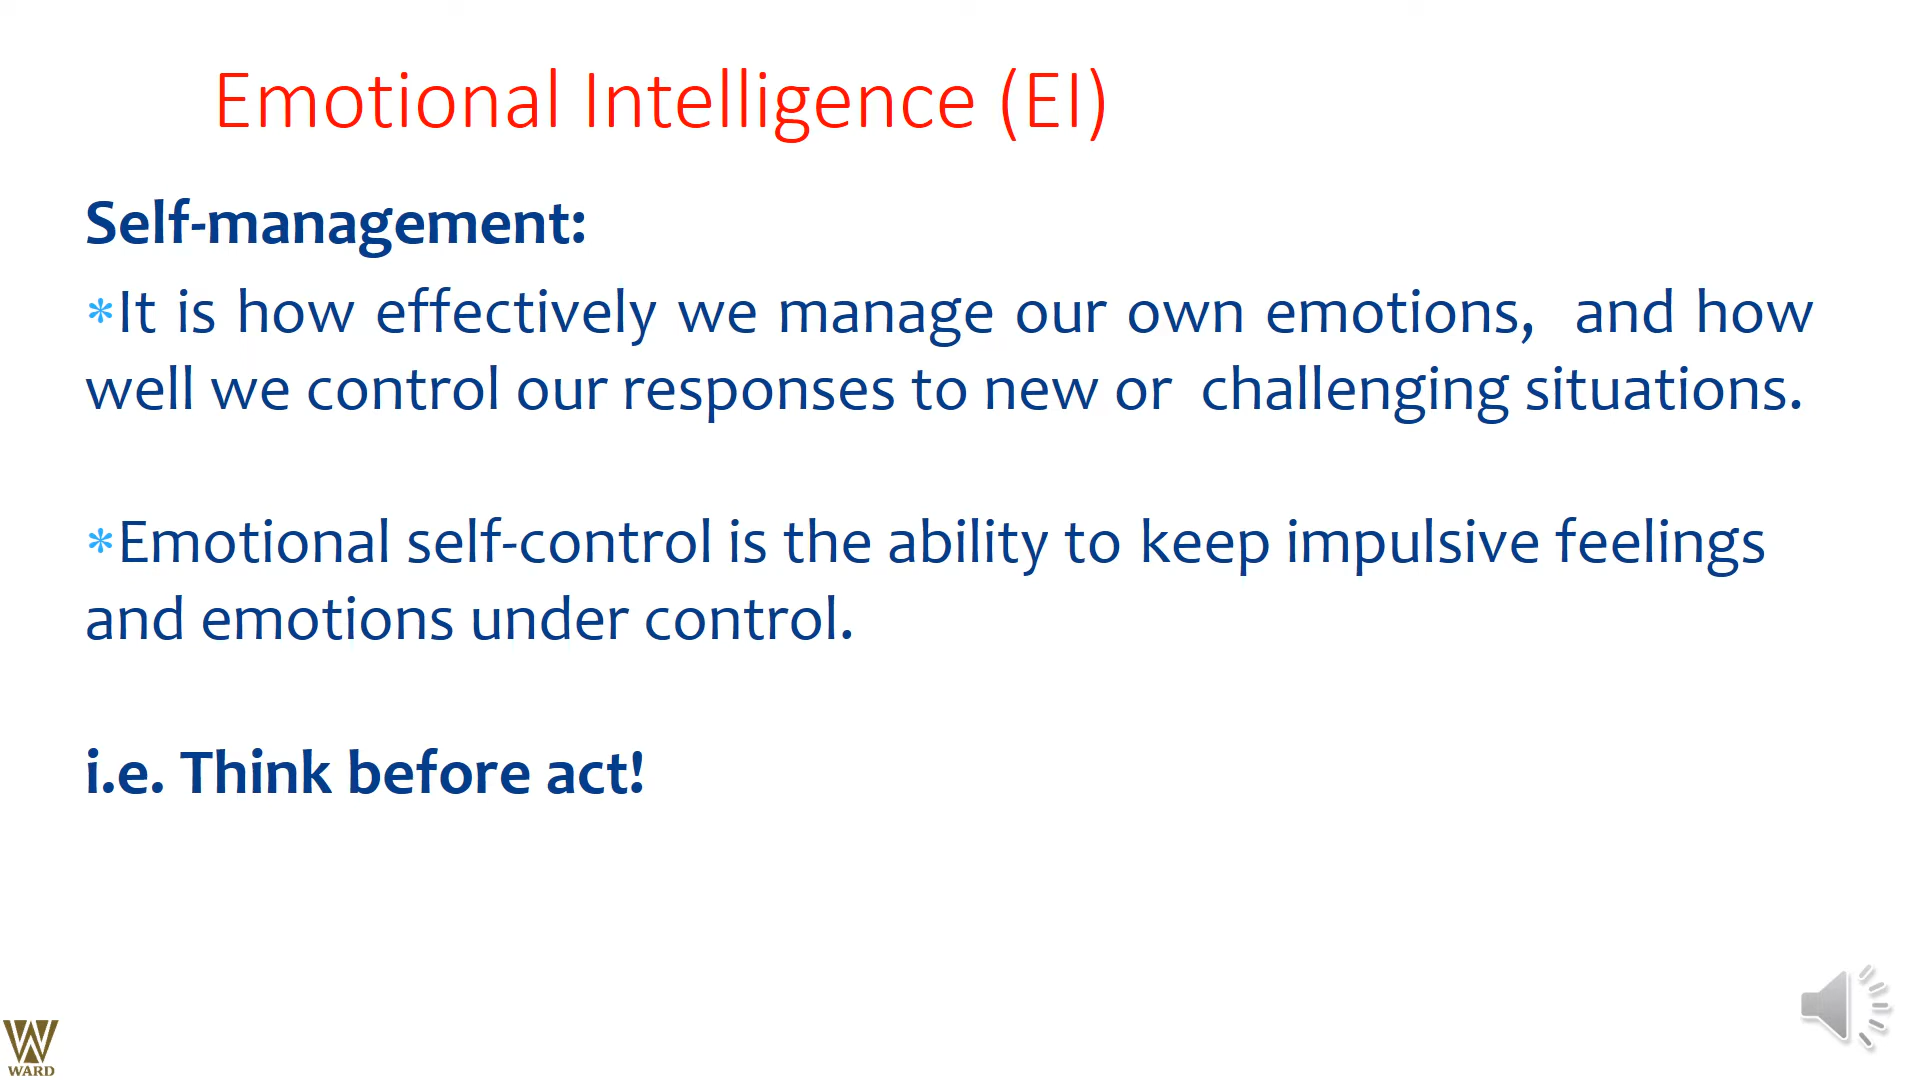 Emotional Intelligence (EI)
Self-management:
*It is how effectively we manage our own emotions, and how
well we control our responses to new or challenging situations.
*Emotional self-control is the ability to keep impulsive feelings
and emotions under control.
i.e. Think before act!
WARD